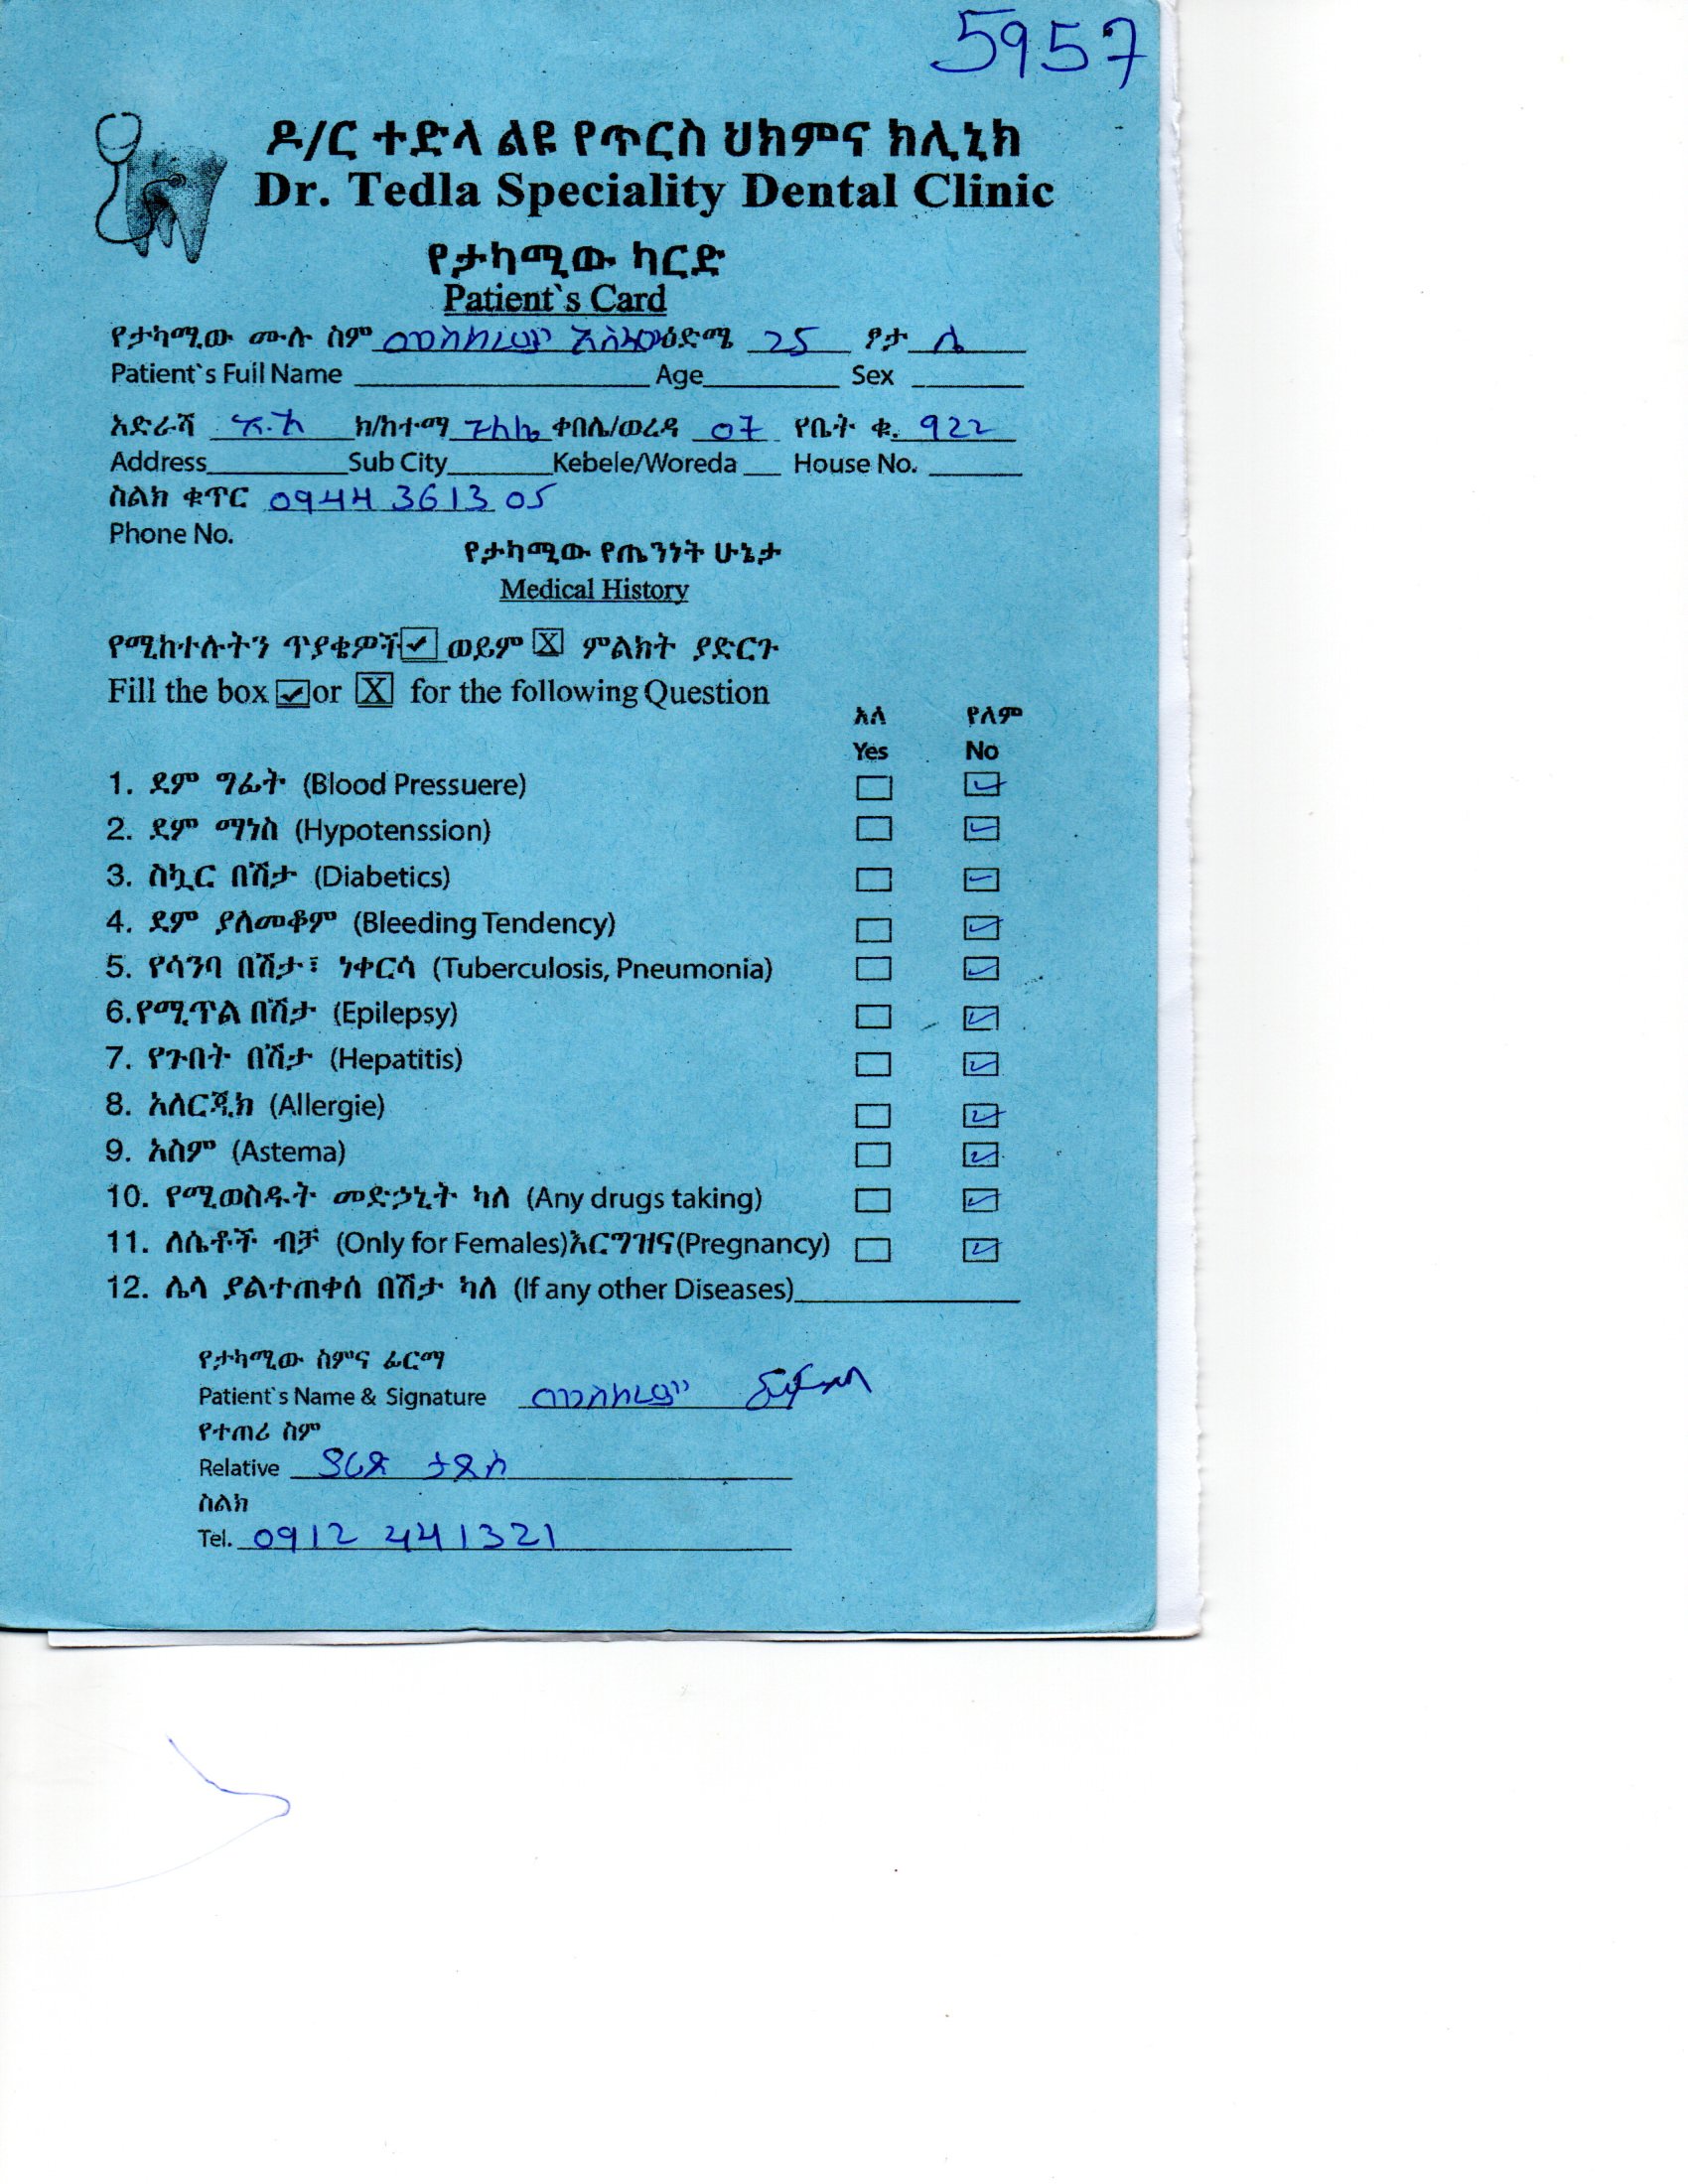 5957
ዶ/ር ተድላ ልዩ የጥርስ ህክምና ክሊኒክ
Dr. Tedla Speciality Dental Clinic
የታካሚው ካርድ
Patient`s Card
የታካሚው ሙሉ ስም መስከረም ዕድሜ 25 ፆታ ሴ
Patient`s Full Name Age Sex
አድራሻ አ.አ ክ/ከተማ ጉለሌ ቀበሌ/ወረዳ 07 የቤት ቁ. 922
Address Sub City Kebele/Woreda House No.
ስልክ ቁጥር 0944 3613 05
Phone No.
የታካሚው የጤንነት ሁኔታ
Medical History
የሚከተሉትን ጥያቄዎች ✓ ወይም X ምልክት ያድርጉ
Fill the box ✓ or X for the following Question
አለ የለም
Yes No
1. ደም ግፊት (Blood Pressuere) ✓
2. ደም ማነስ (Hypotenssion) ✓
3. ስኳር በሽታ (Diabetics) ✓
4. ደም ያለመቆም (Bleeding Tendency) ✓
5. የሳንባ በሽታ፣ ነቀርሳ (Tuberculosis, Pneumonia) ✓
6.የሚጥል በሽታ (Epilepsy) ✓
7. የጉበት በሽታ (Hepatitis) ✓
8. አለርጂክ (Allergie) ✓
9. አስም (Astema) ✓
10. የሚወስዱት መድኃኒት ካለ (Any drugs taking) ✓
11. ለሴቶች ብቻ (Only for Females)እርግዝና(Pregnancy) ✓
12. ሌላ ያልተጠቀሰ በሽታ ካለ (If any other Diseases)
የታካሚው ስምና ፊርማ
Patient`s Name & Signature መስከረም
የተጠሪ ስም
Relative ያሬድ ታደሰ
ስልክ
Tel. 0912 441321